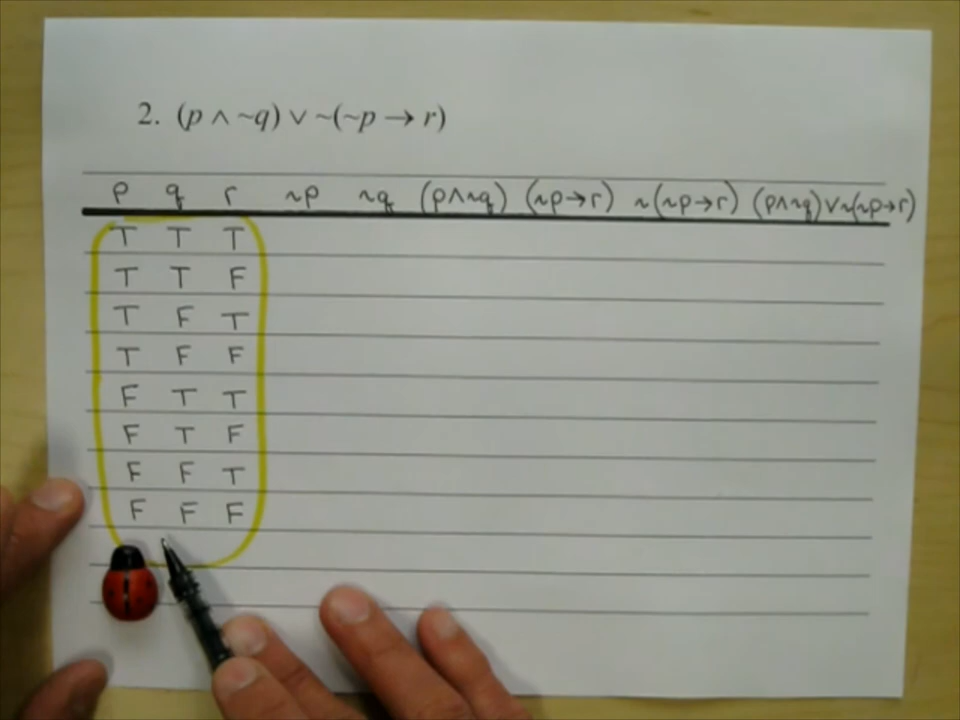 2. (p ∧ ~q) ∨ ~(~p → r)
p q r ~p ~q (p∧~q) (~p→r) ~(~p→r) (p∧~q)∨~(~p→r)
T T T
T T F
T F T
T F F
F T T
F T F
F F T
F F F